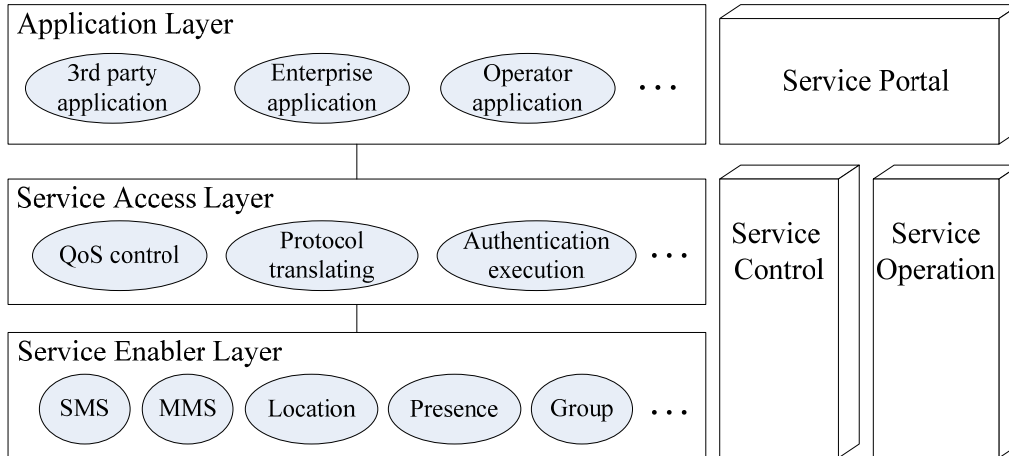 Application Layer
3rd party
application
Enterprise
application
Operator
application
...
Service Portal
Service Access Layer
QoS control
Protocol
translating
Authentication
execution
...
Service
Control
Service
Operation
Service Enabler Layer
SMS
MMS
Location
Presence
Group
...